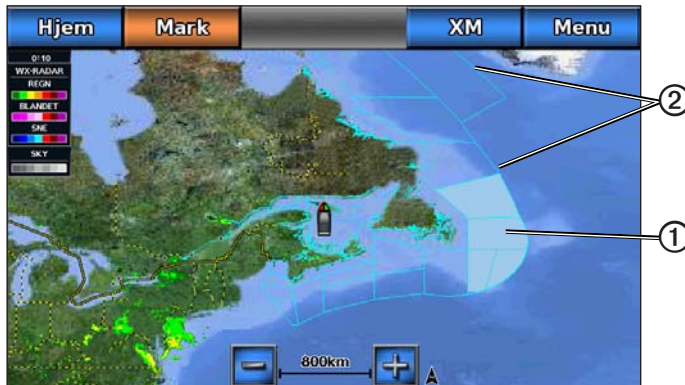 Hjem Mark XM Menu
0:10
WX-RADAR
REGN
BLANDET
SNE
SKY
2
1
800km